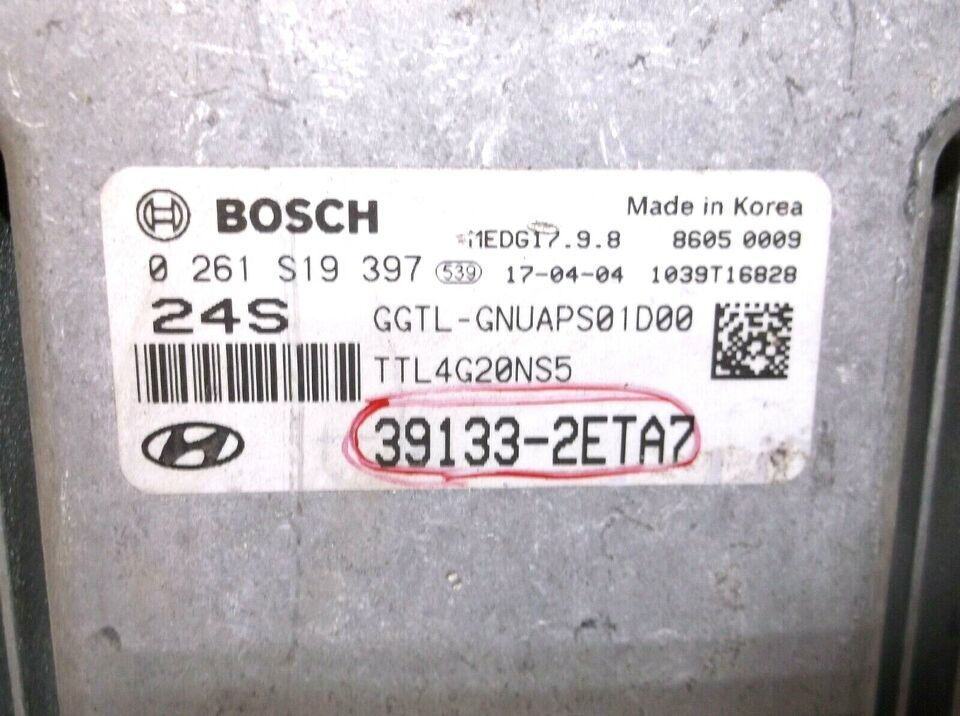 BOSCH
Made in Korea
MEDG17.9.8
8605 0009
0 261 S19 397
539
17-04-04
1039T16828
24S
GGTL-GNUAPS01D00
TTL4G20NS5
39133-2ETA7